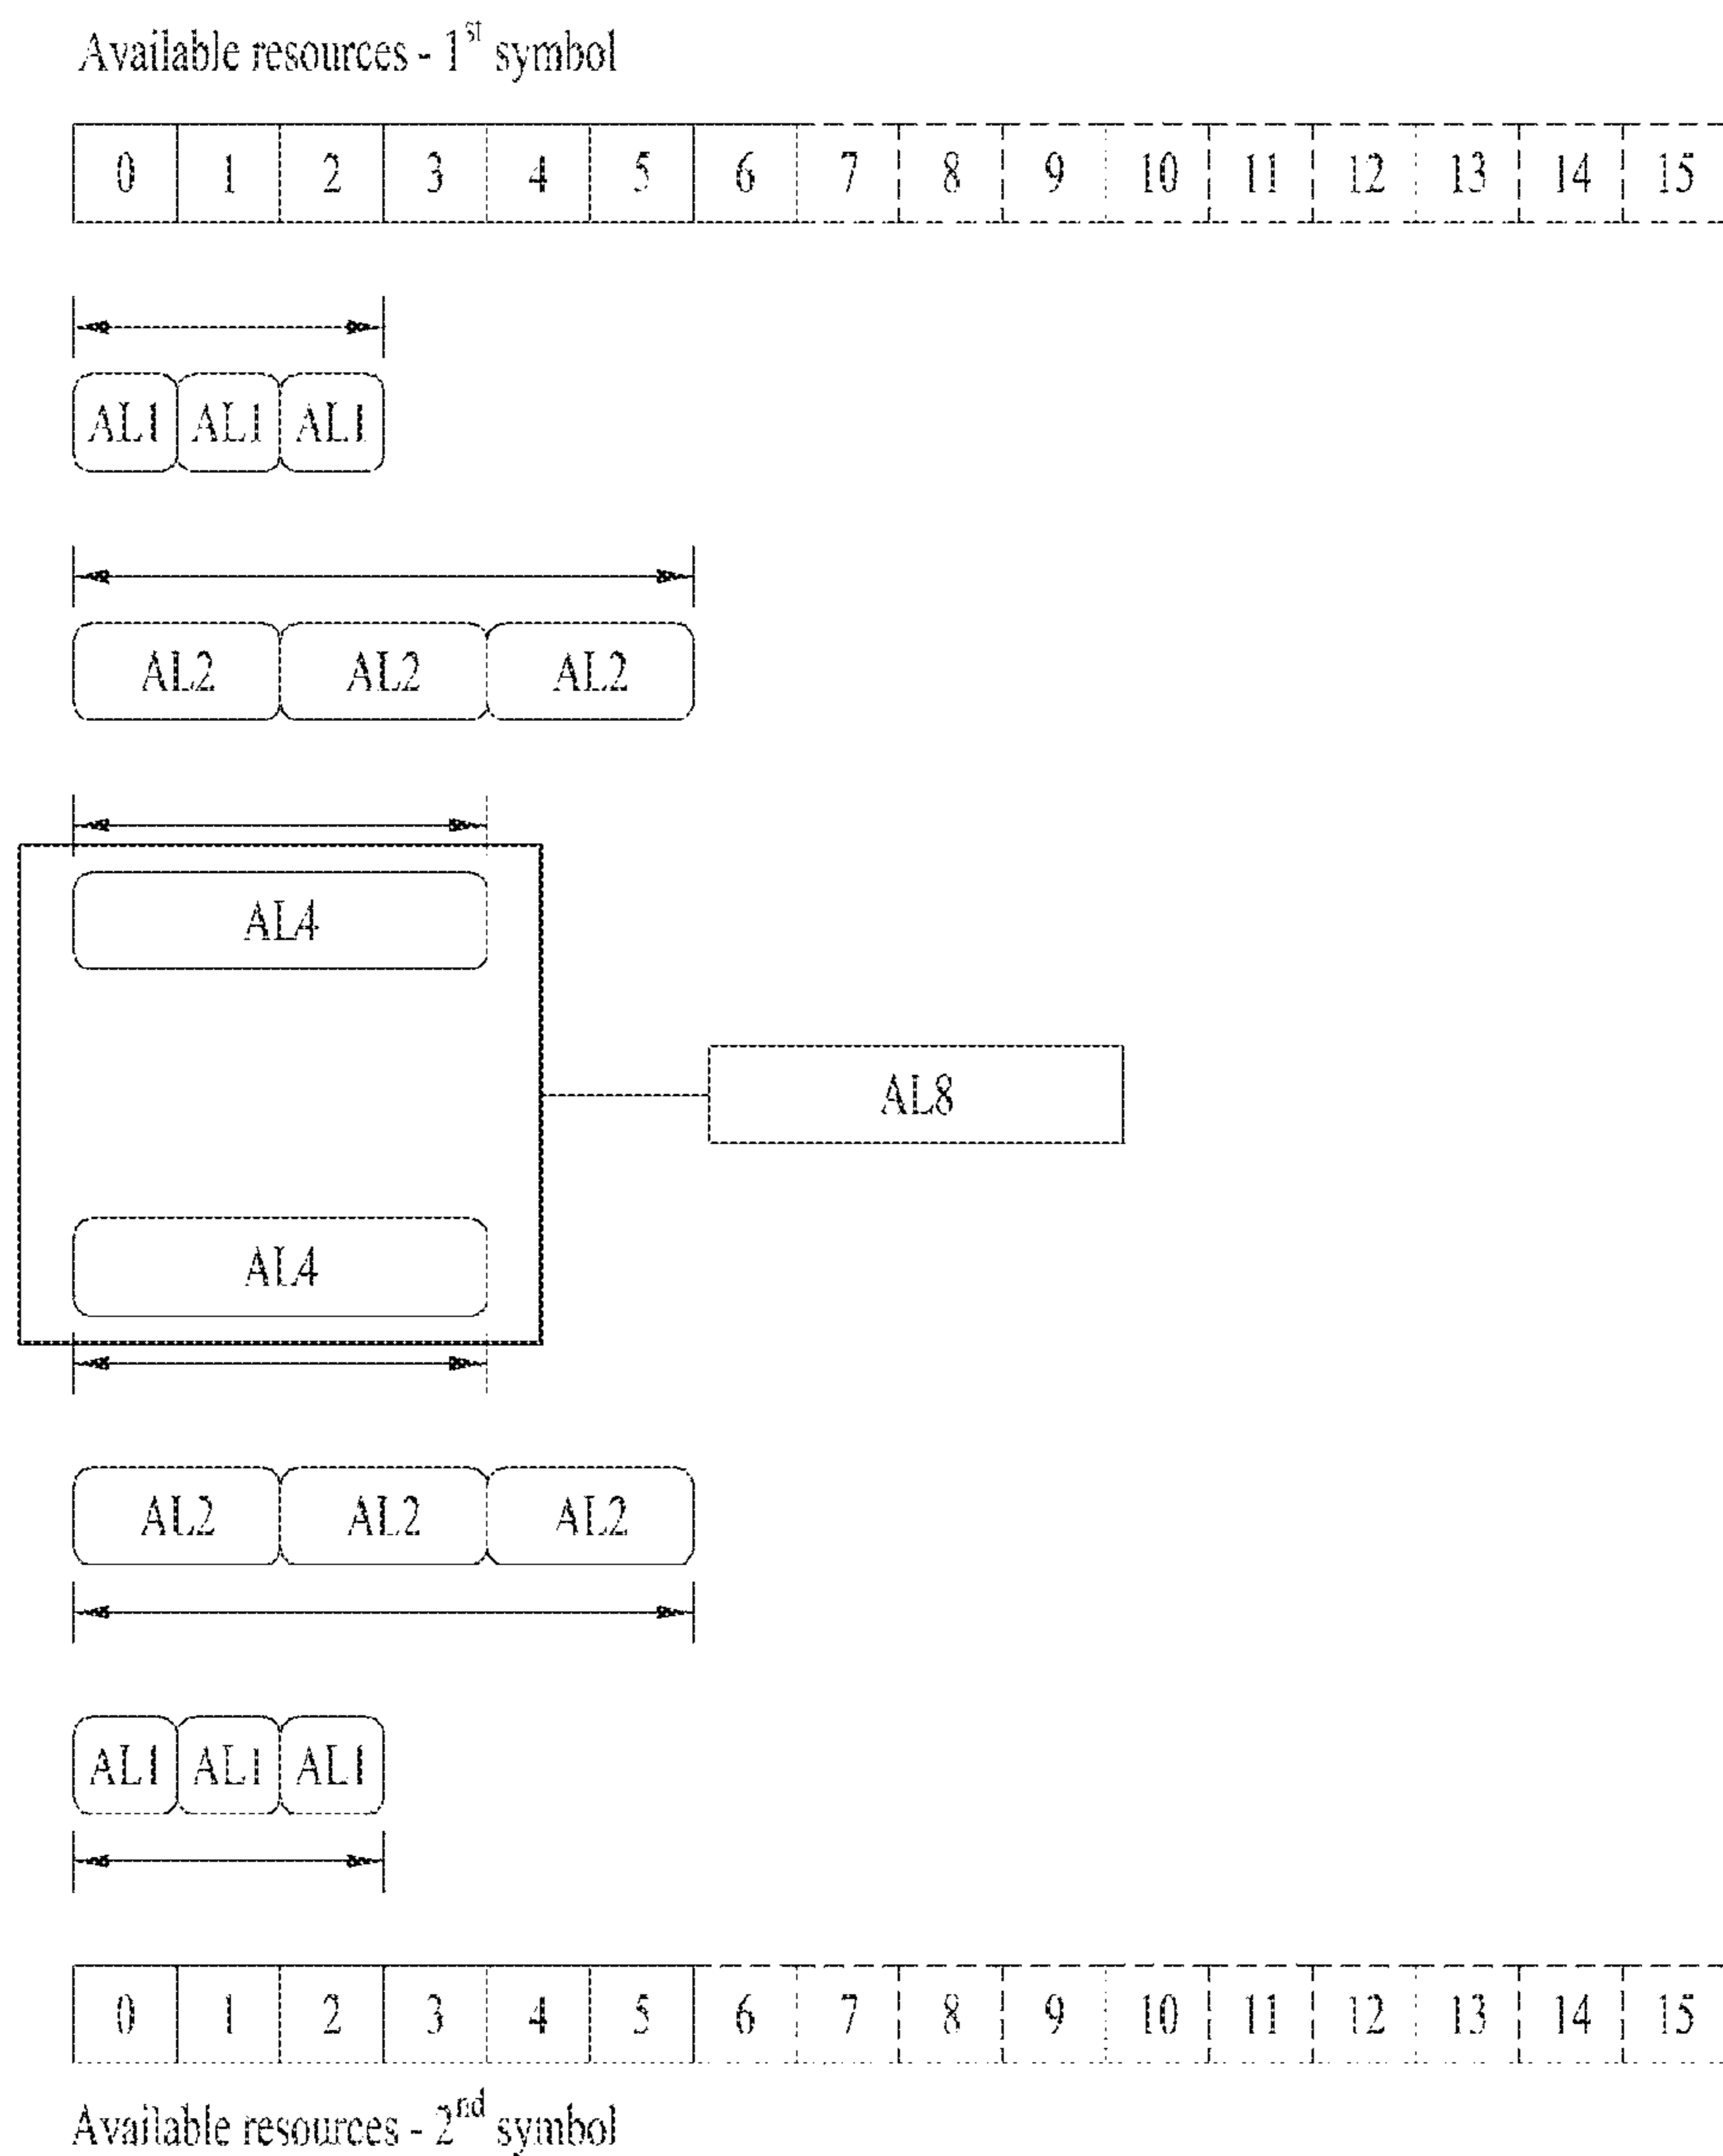 Available resources - 1st symbol
0 1 2 3 4 5 6 7 8 9 10 11 12 13 14 15
AL1 AL1 AL1
AL2 AL2 AL2
AL4
AL8
AL4
AL2 AL2 AL2
AL1 AL1 AL1
0 1 2 3 4 5 6 7 8 9 10 11 12 13 14 15
Available resources - 2nd symbol